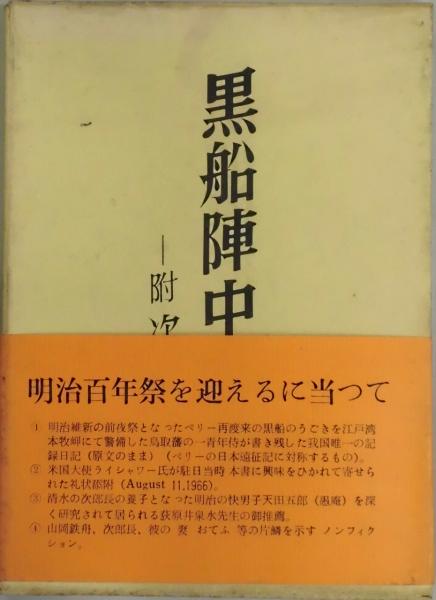 黒船陣中
―附次
明治百年祭を迎えるに当つて
① 明治維新の前夜祭となったペリー再度来の黒船のうごきを江戸湾
本牧岬にて警備した鳥取藩の一青年侍が書き残した我国唯一の記
録日記（原文のまま）（ペリーの日本遠征記に対称するもの）。
② 米国大使ライシャワー氏が駐日当時 本書に興味をひかれて寄せら
れた礼状添附（August 11,1966）。
③ 清水の次郎長の養子となった明治の快男子天田五郎（愚庵）を深
く研究されて居られる荻原井泉水先生の御推薦。
④ 山岡鉄舟、次郎長、彼の 妻 おてふ 等の片鱗を示す ノンフィク
ション。